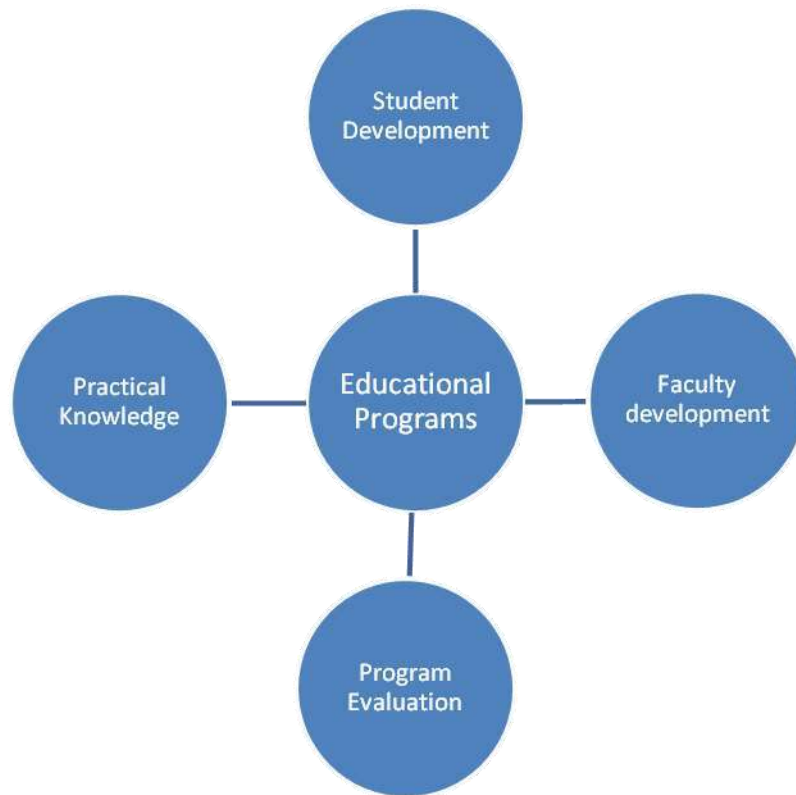 Student
Development
Practical
Knowledge
Educational
Programs
Faculty
development
Program
Evaluation